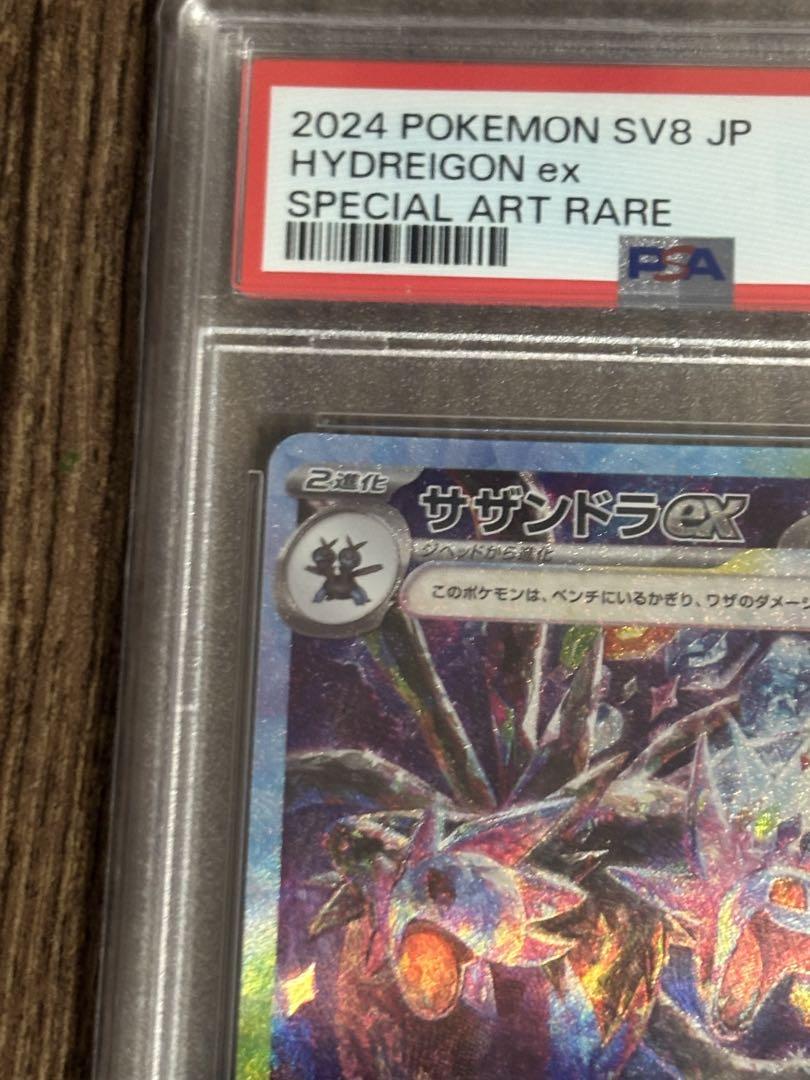 2024 POKEMON SV8 JP
HYDREIGON ex
SPECIAL ART RARE
PSA
2進化
サザンドラex
ジヘッドから進化
このポケモンは、ベンチにいるかぎり、ワザのダメージ